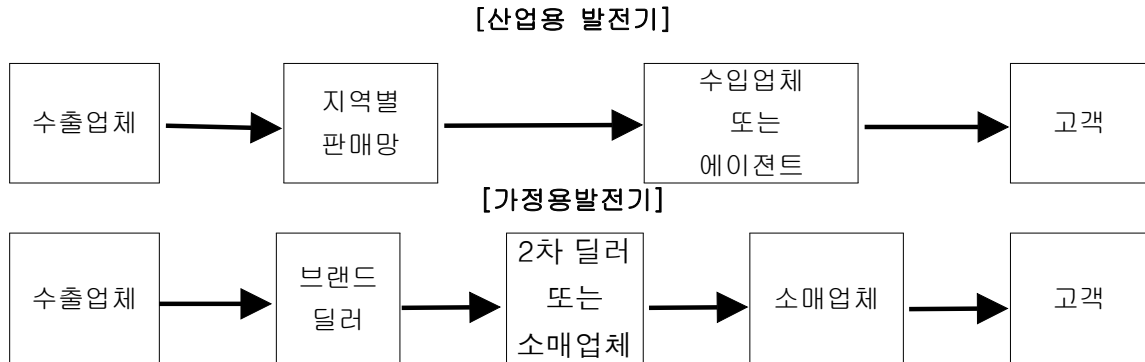 [산업용 발전기]
수출업체
지역별
판매망
수입업체
또는
에이젼트
고객
[가정용발전기]
수출업체
브랜드
딜러
2차 딜러
또는
소매업체
소매업체
고객